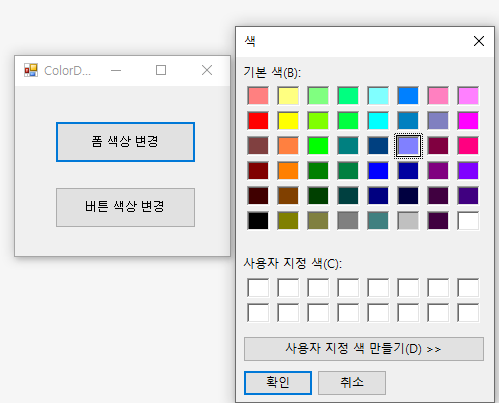 ColorD...
폼 색상 변경
버튼 색상 변경
색
기본 색(B):
사용자 지정 색(C):
사용자 지정 색 만들기(D) >>
확인
취소